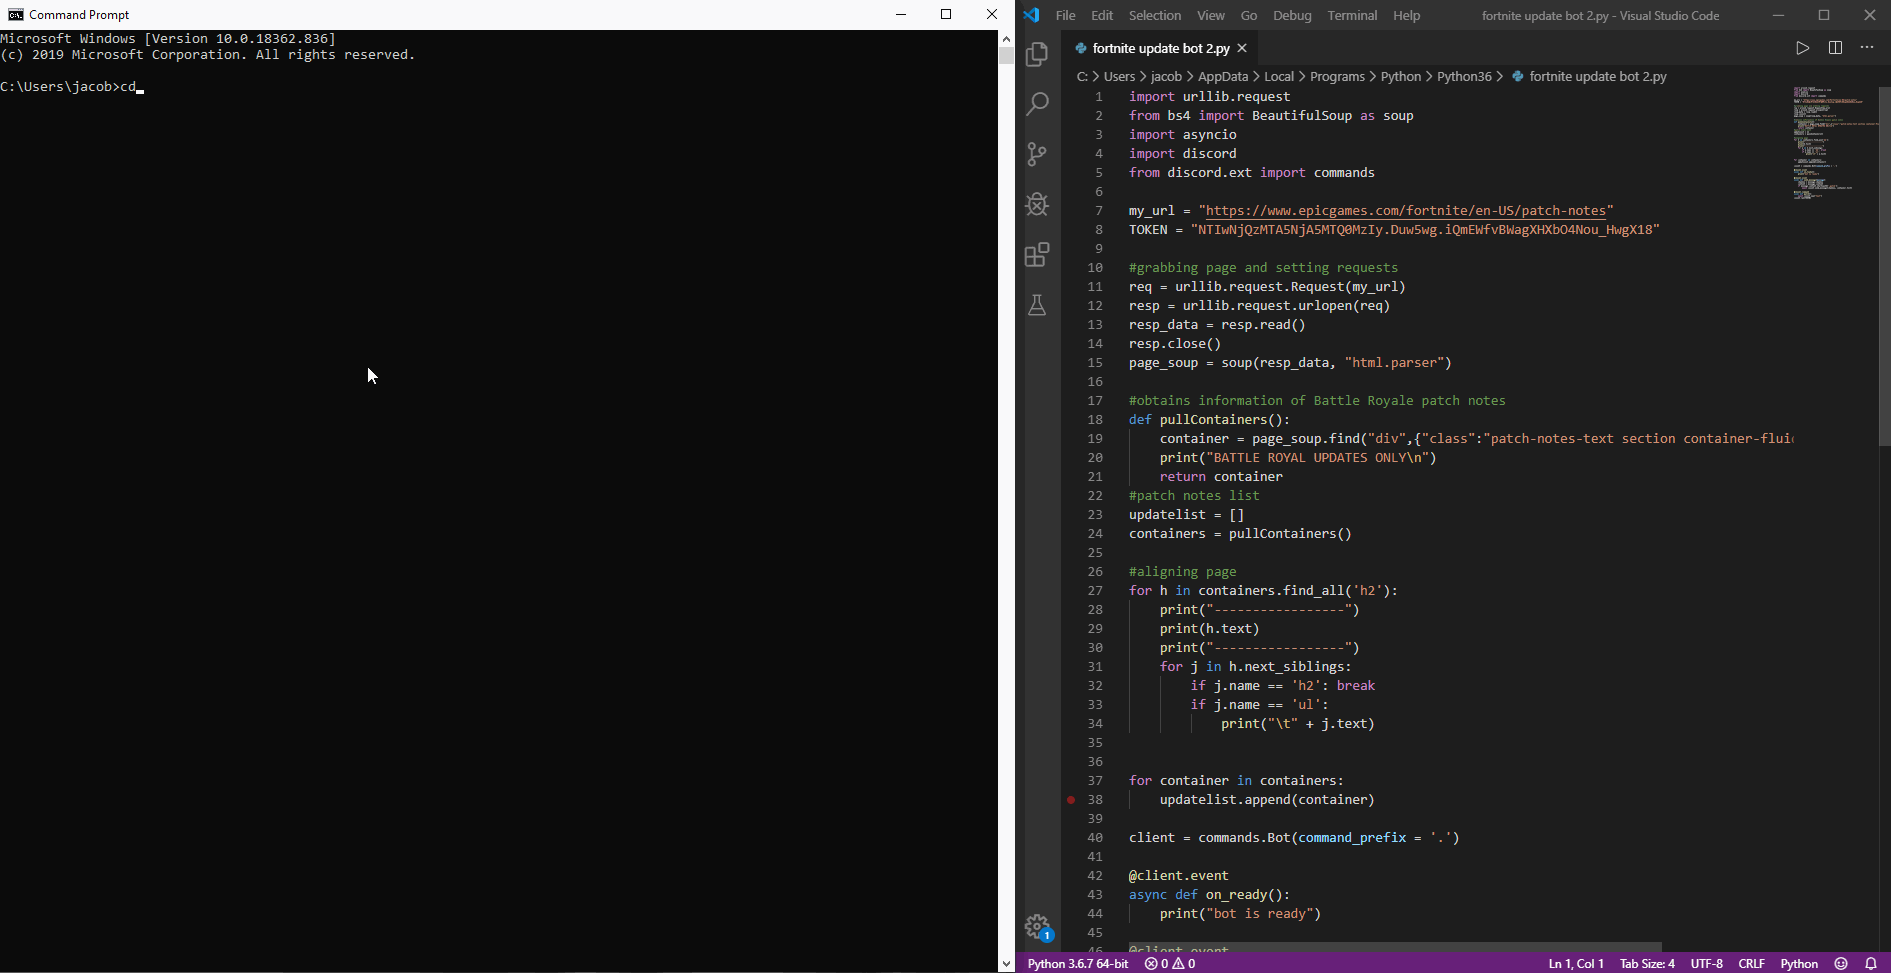 Command Prompt
Microsoft Windows [Version 10.0.18362.836]
(c) 2019 Microsoft Corporation. All rights reserved.
C:\Users\jacob>cd
File Edit Selection View Go Debug Terminal Help fortnite update bot 2.py - Visual Studio Code
fortnite update bot 2.py
C: > Users > jacob > AppData > Local > Programs > Python > Python36 > fortnite update bot 2.py
1 import urllib.request
2 from bs4 import BeautifulSoup as soup
3 import asyncio
4 import discord
5 from discord.ext import commands
6
7 my_url = "https://www.epicgames.com/fortnite/en-US/patch-notes"
8 TOKEN = "NTIwNjQzMTA5NjA5MTQ0MzIy.Duw5wg.iQmEWfvBWagXHXbO4Nou_HwgX18"
9
10 #grabbing page and setting requests
11 req = urllib.request.Request(my_url)
12 resp = urllib.request.urlopen(req)
13 resp_data = resp.read()
14 resp.close()
15 page_soup = soup(resp_data, "html.parser")
16
17 #obtains information of Battle Royale patch notes
18 def pullContainers():
19 container = page_soup.find("div",{"class":"patch-notes-text section container-flui
20 print("BATTLE ROYAL UPDATES ONLY\n")
21 return container
22 #patch notes list
23 updatelist = []
24 containers = pullContainers()
25
26 #aligning page
27 for h in containers.find_all('h2'):
28 print("-----------------")
29 print(h.text)
30 print("-----------------")
31 for j in h.next_siblings:
32 if j.name == 'h2': break
33 if j.name == 'ul':
34 print("\t" + j.text)
35
36
37 for container in containers:
38 updatelist.append(container)
39
40 client = commands.Bot(command_prefix = '.')
41
42 @client.event
43 async def on_ready():
44 print("bot is ready")
45
46 @client.event
1
Python 3.6.7 64-bit 0 0 Ln 1, Col 1 Tab Size: 4 UTF-8 CRLF Python